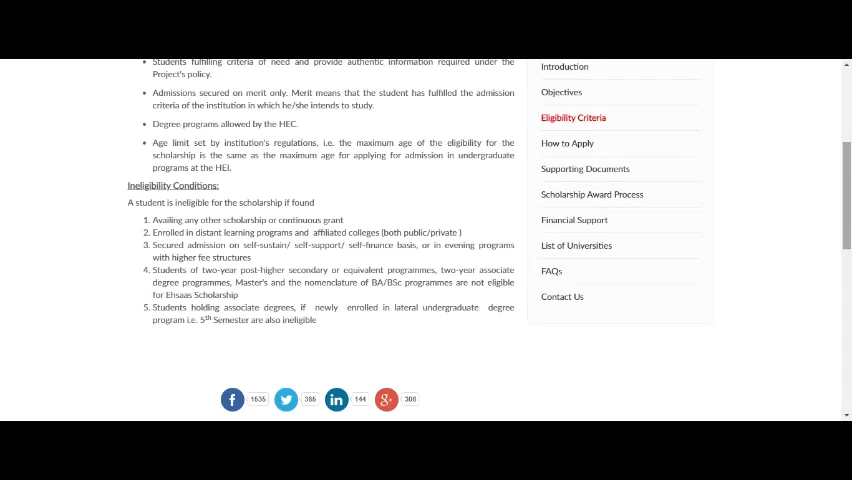 Students fulfilling criteria of need and provide authentic information required under the
Project's policy.
Admissions secured on merit only. Merit means that the student has fulfilled the admission
criteria of the institution in which he/she intends to study.
Degree programs allowed by the HEC.
Age limit set by institution's regulations, i.e. the maximum age of the eligibility for the
scholarship is the same as the maximum age for applying for admission in undergraduate
programs at the HEI.
Ineligibility Conditions:
A student is ineligible for the scholarship if found
1. Availing any other scholarship or continuous grant
2. Enrolled in distant learning programs and affiliated colleges (both public/private )
3. Secured admission on self-sustain/ self-support/ self-finance basis, or in evening programs
with higher fee structures
4. Students of two-year post-higher secondary or equivalent programmes, two-year associate
degree programmes, Master's and the nomenclature of BA/BSc programmes are not eligible
for Ehsaas Scholarship
5. Students holding associate degrees, if newly enrolled in lateral undergraduate degree
program i.e. 5th Semester are also ineligible
Introduction
Objectives
Eligibility Criteria
How to Apply
Supporting Documents
Scholarship Award Process
Financial Support
List of Universities
FAQs
Contact Us
f 1535 365 in 144 g+ 306